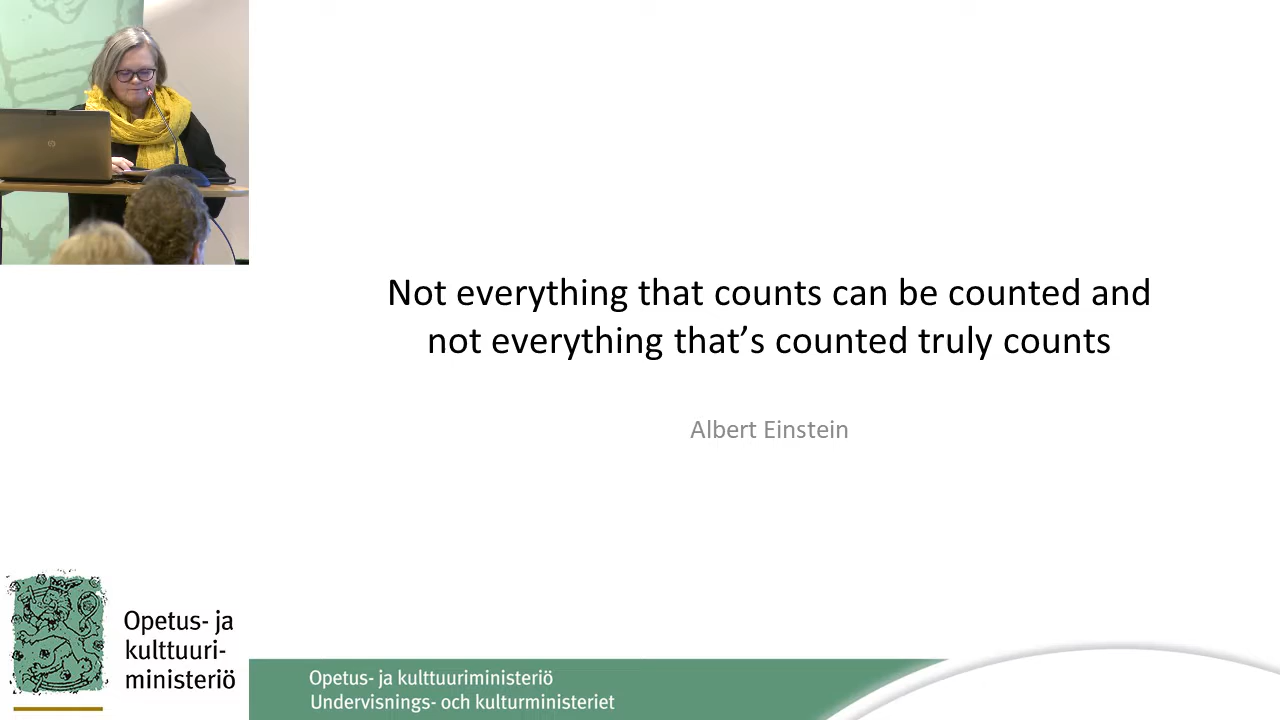 Not everything that counts can be counted and
not everything that’s counted truly counts
Albert Einstein
Opetus- ja
kulttuuri-
ministeriö
Opetus- ja kulttuuriministeriö
Undervisnings- och kulturministeriet